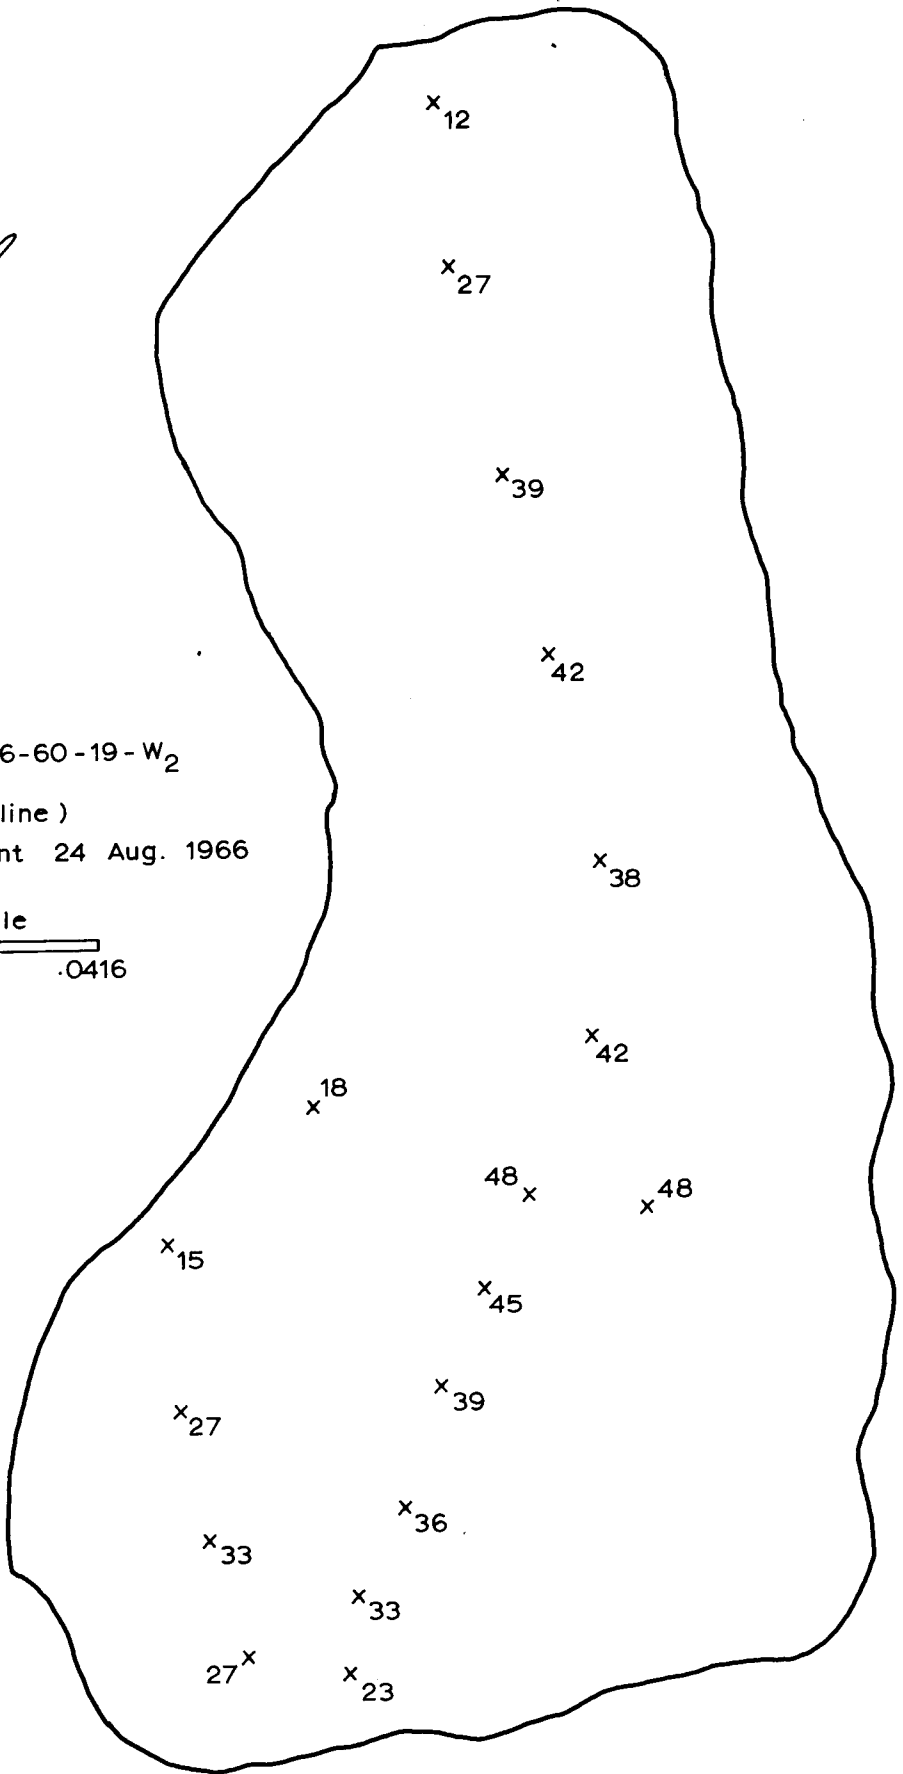 x 12
x 27
x 39
x 42
6-60-19-W2
line )
nt 24 Aug. 1966
le
.0416
x 38
x 42
x 18
48 x
x 48
x 15
x 45
x 39
x 27
x 36
x 33
x 33
27 x
x 23